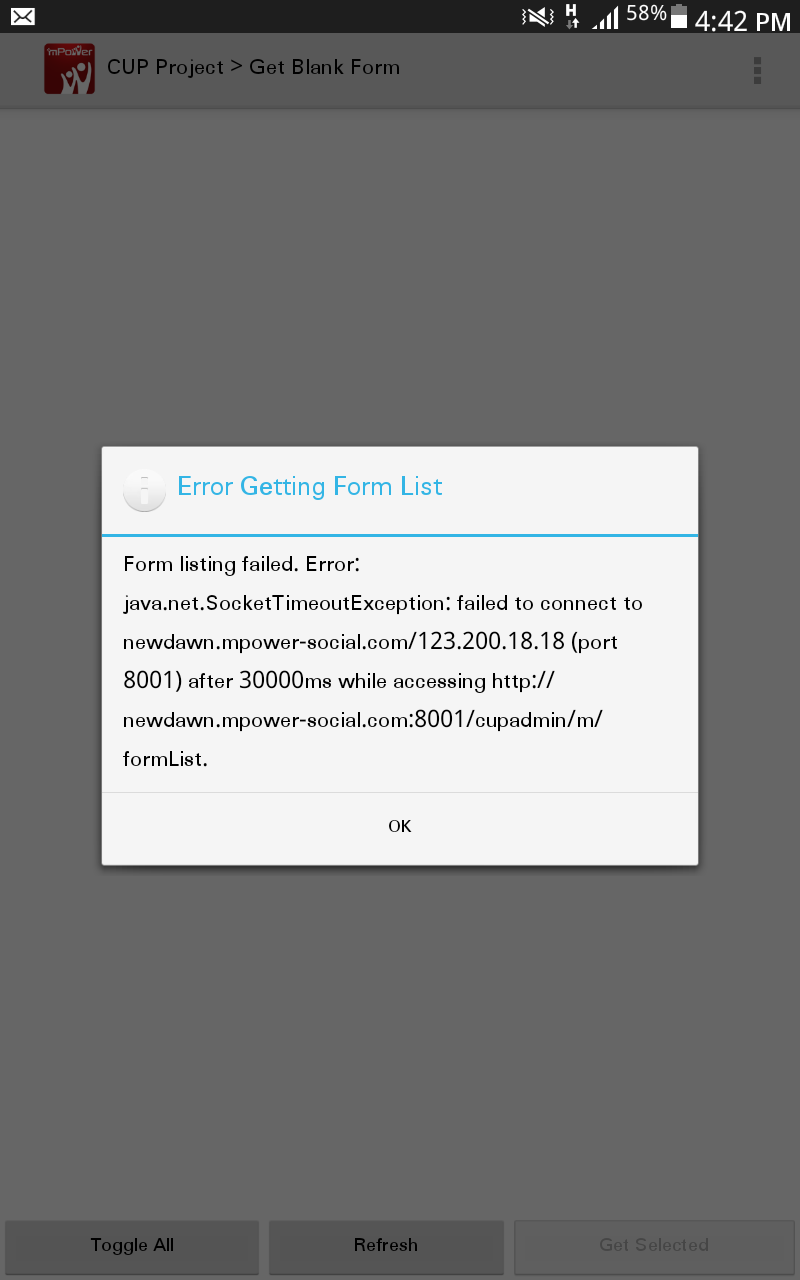 H 58% 4:42 PM
mPower
CUP Project > Get Blank Form
Error Getting Form List
Form listing failed. Error:
java.net.SocketTimeoutException: failed to connect to
newdawn.mpower-social.com/123.200.18.18 (port
8001) after 30000ms while accessing http://
newdawn.mpower-social.com:8001/cupadmin/m/
formList.
OK
Toggle All Refresh Get Selected